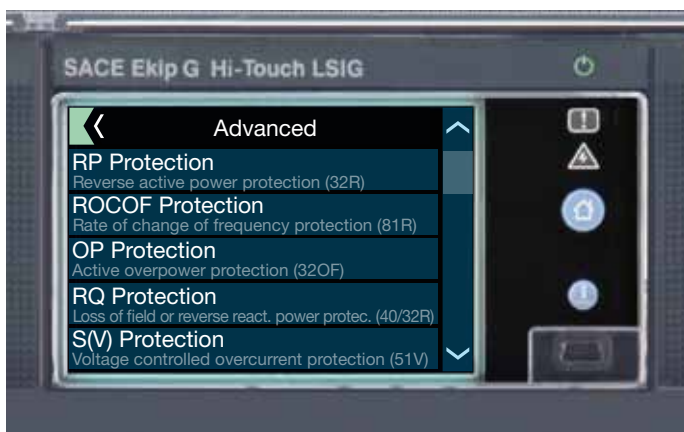 SACE Ekip G Hi-Touch LSIG
Advanced
RP Protection
Reverse active power protection (32R)
ROCOF Protection
Rate of change of frequency protection (81R)
OP Protection
Active overpower protection (32OF)
RQ Protection
Loss of field or reverse react. power protec. (40/32R)
S(V) Protection
Voltage controlled overcurrent protection (51V)